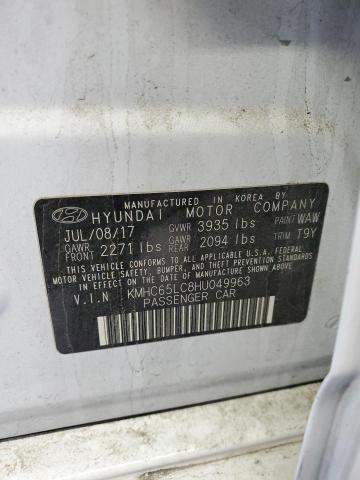 MANUFACTURED IN KOREA BY
HYUNDAI MOTOR COMPANY
JUL/08/17 GVWR 3935 lbs PAINT WAW
GAWR FRONT 2271 lbs GAWR REAR 2094 lbs TRIM T9Y
THIS VEHICLE CONFORMS TO ALL APPLICABLE U.S.A. FEDERAL
MOTOR VEHICLE SAFETY, BUMPER, AND THEFT PREVENTION STANDARDS
IN EFFECT ON THE DATE OF MANUFACTURE SHOWN ABOVE.
V.I.N KMHC65LC8HU049963
PASSENGER CAR